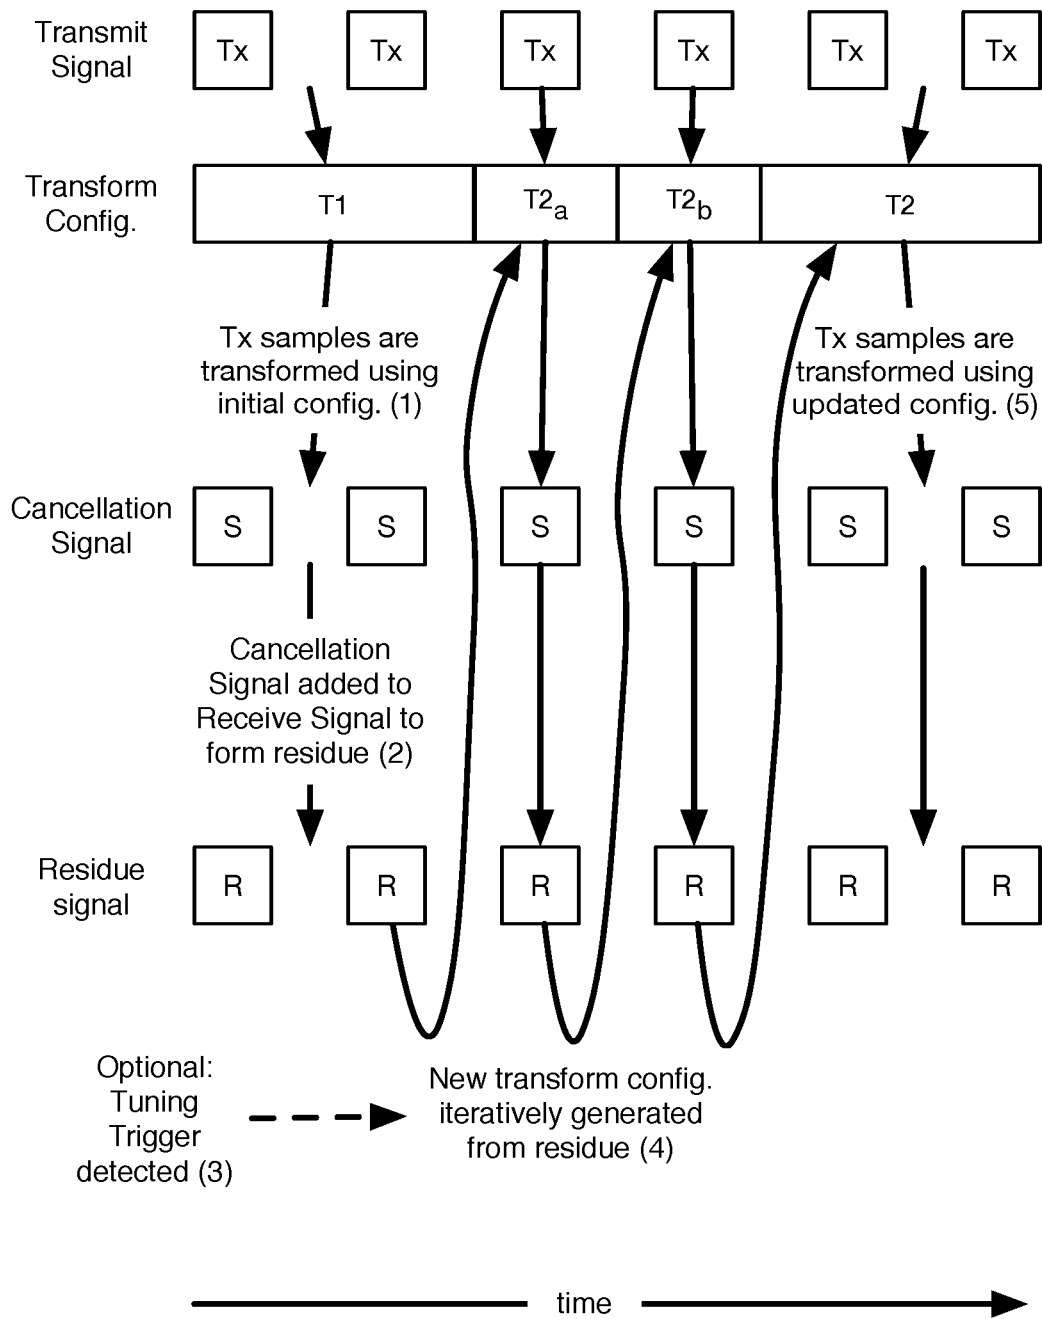 Transmit
Signal
Tx Tx Tx Tx Tx Tx
Transform
Config.
T1 T2a T2b T2
Tx samples are
transformed using
initial config. (1)
Tx samples are
transformed using
updated config. (5)
Cancellation
Signal
S S S S S S
Cancellation
Signal added to
Receive Signal to
form residue (2)
Residue
signal
R R R R R R
Optional:
Tuning
Trigger
detected (3)
New transform config.
iteratively generated
from residue (4)
time